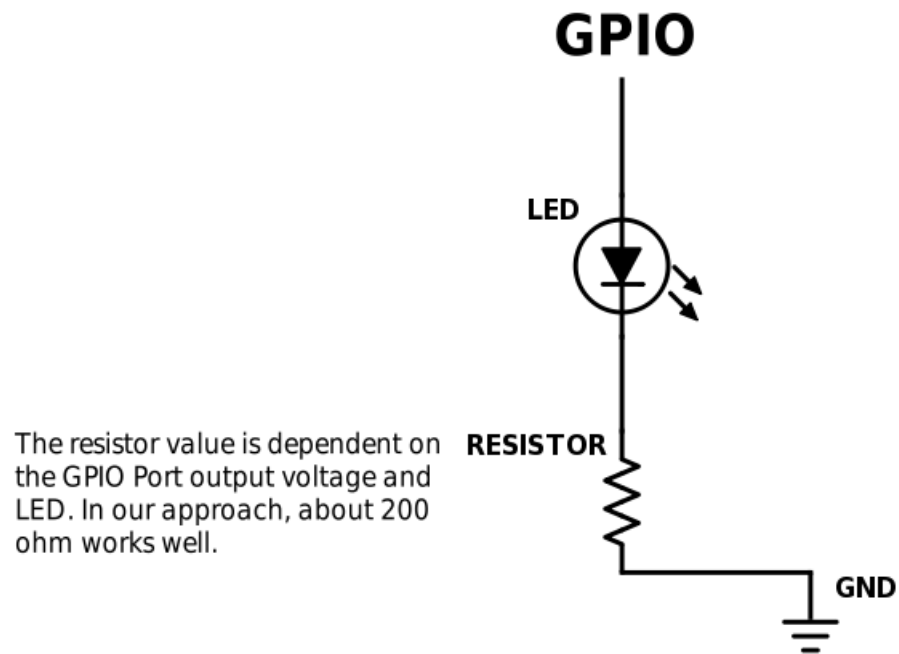 GPIO
LED
The resistor value is dependent on
the GPIO Port output voltage and
LED. In our approach, about 200
ohm works well.
RESISTOR
GND